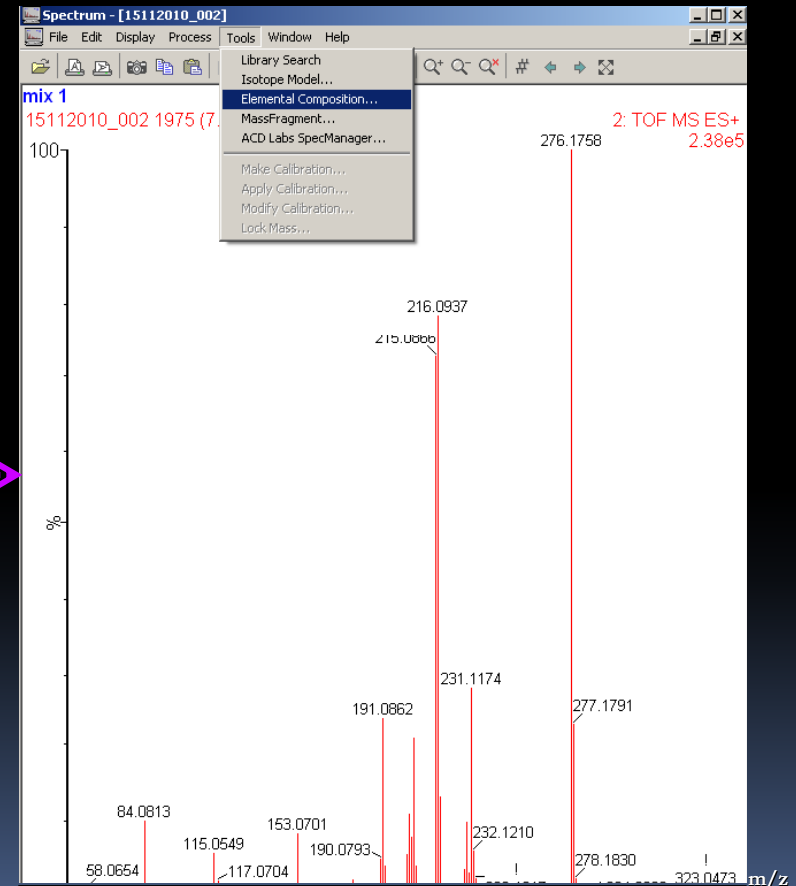 Spectrum - [15112010_002]
File Edit Display Process Tools Window Help
Library Search
Isotope Model...
Elemental Composition...
MassFragment...
ACD Labs SpecManager...
Make Calibration...
Apply Calibration...
Modify Calibration...
Lock Mass...
mix 1
15112010_002 1975 (7.
2: TOF MS ES+
2.38e5
100
%
276.1758
216.0937
215.0866
231.1174
277.1791
191.0862
84.0813
153.0701
115.0549
190.0793
232.1210
117.0704
58.0654
278.1830
!
!
323.0473
m/z